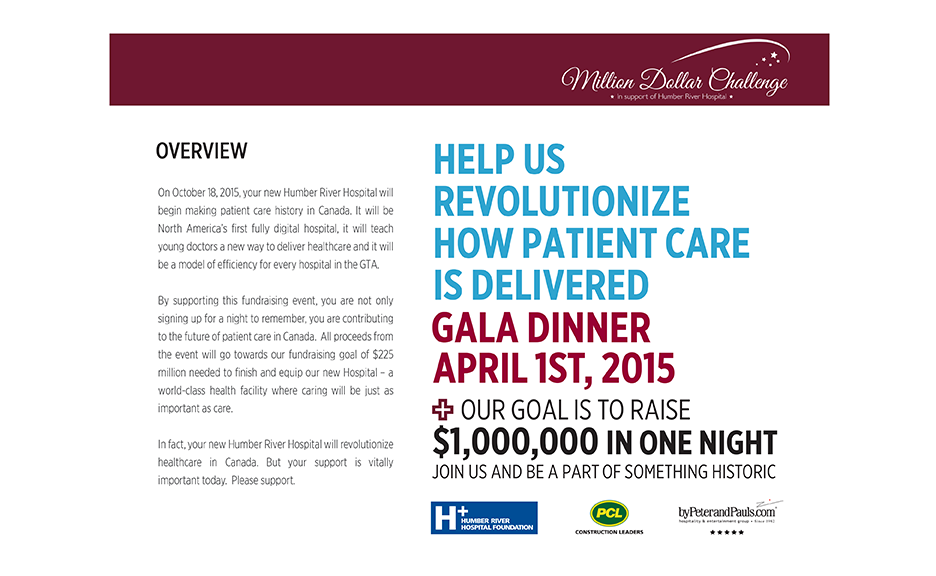 Million Dollar Challenge
★ in support of Humber River Hospital ★
OVERVIEW
On October 18, 2015, your new Humber River Hospital will
begin making patient care history in Canada. It will be
North America's first fully digital hospital, it will teach
young doctors a new way to deliver healthcare and it will
be a model of efficiency for every hospital in the GTA.
By supporting this fundraising event, you are not only
signing up for a night to remember, you are contributing
to the future of patient care in Canada. All proceeds from
the event will go towards our fundraising goal of $225
million needed to finish and equip our new Hospital – a
world-class health facility where caring will be just as
important as care.
In fact, your new Humber River Hospital will revolutionize
healthcare in Canada. But your support is vitally
important today. Please support.
HELP US
REVOLUTIONIZE
HOW PATIENT CARE
IS DELIVERED
GALA DINNER
APRIL 1ST, 2015
OUR GOAL IS TO RAISE
$1,000,000 IN ONE NIGHT
JOIN US AND BE A PART OF SOMETHING HISTORIC
H+
HUMBER RIVER
HOSPITAL FOUNDATION
PCL
CONSTRUCTION LEADERS
byPeterandPauls.com
hospitality & entertainment group • Since 1982
★★★★★